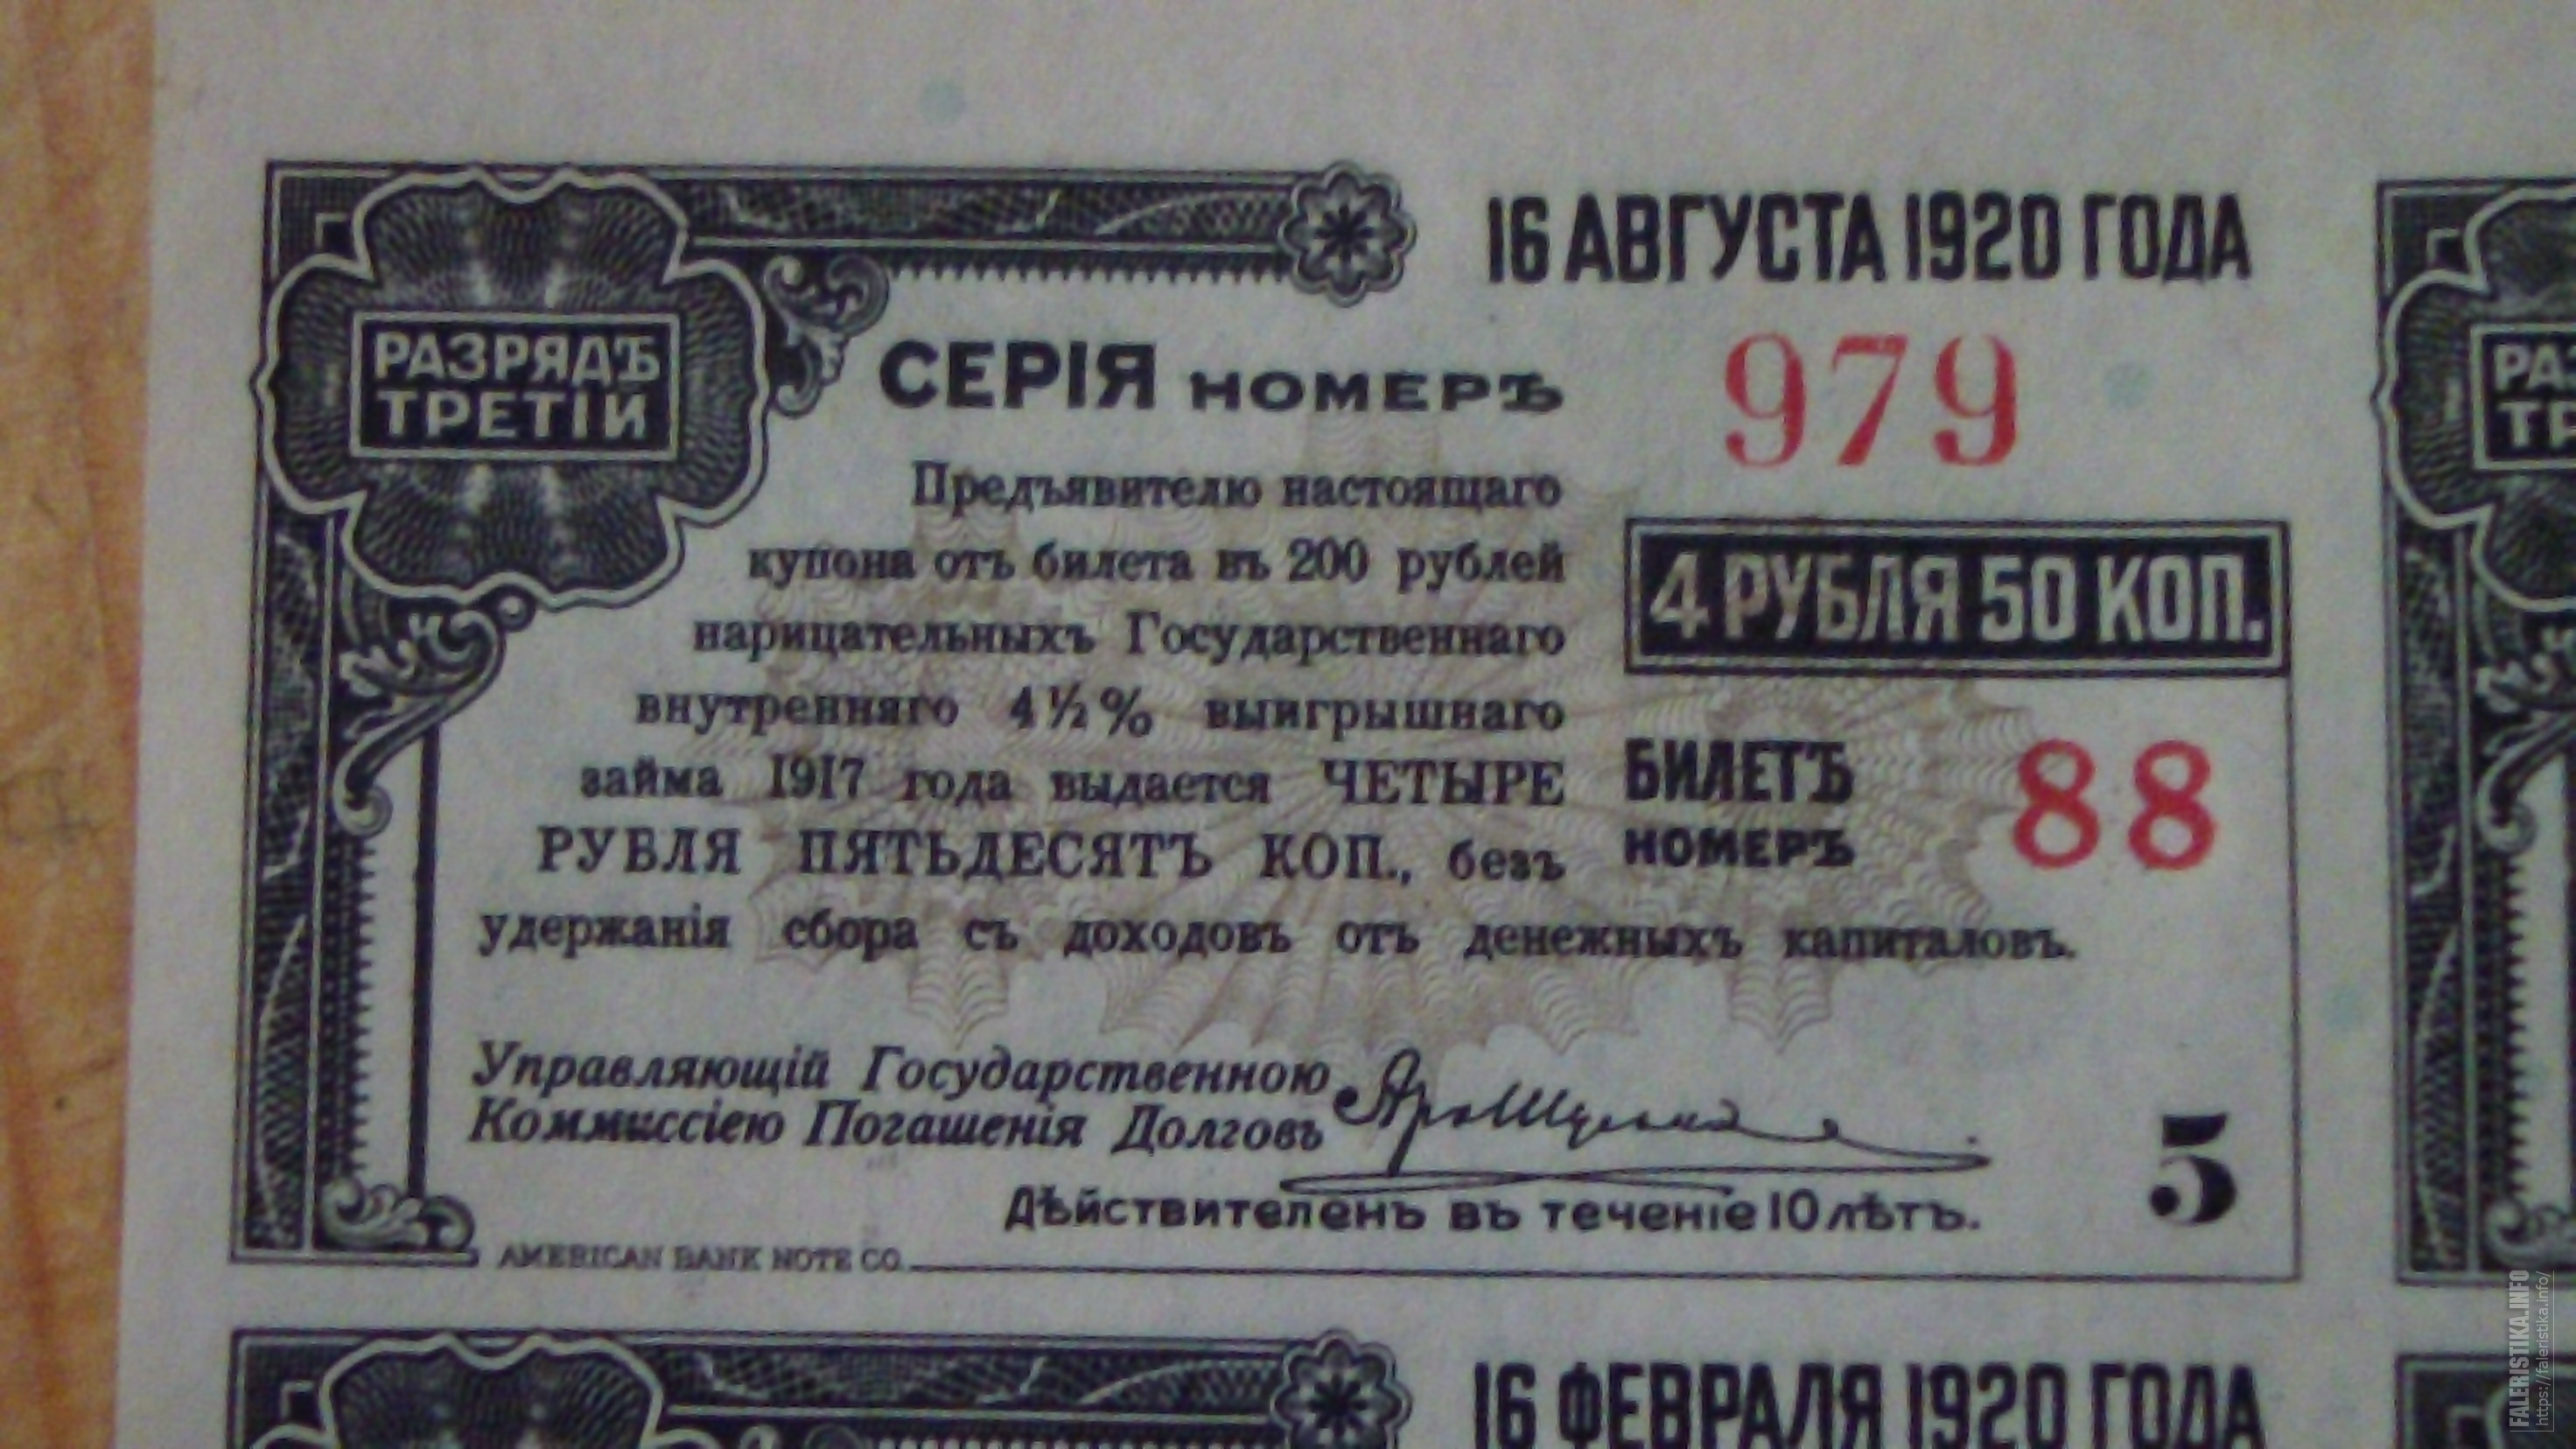 16 АВГУСТА 1920 ГОДА
РАЗРЯДЪ
ТРЕТІЙ
СЕРІЯ НОМЕРЪ 979
Предъявителю настоящаго
купона отъ билета въ 200 рублей
нарицательныхъ Государственнаго
внутренняго 4½% выигрышнаго
займа 1917 года выдается ЧЕТЫРЕ
РУБЛЯ ПЯТЬДЕСЯТЪ КОП., безъ
удержанія сбора съ доходовъ отъ денежныхъ капиталовъ.
4 РУБЛЯ 50 КОП.
БИЛЕТЪ
НОМЕРЪ 88
Управляющій Государственною
Коммиссіею Погашенія Долговъ
5
Дѣйствителенъ въ теченіе 10 лѣтъ.
AMERICAN BANK NOTE CO.
16 ФЕВРАЛЯ 1920 ГОДА
РА
ТР
FALERISTIKA.INFO
https://faleristika.info/